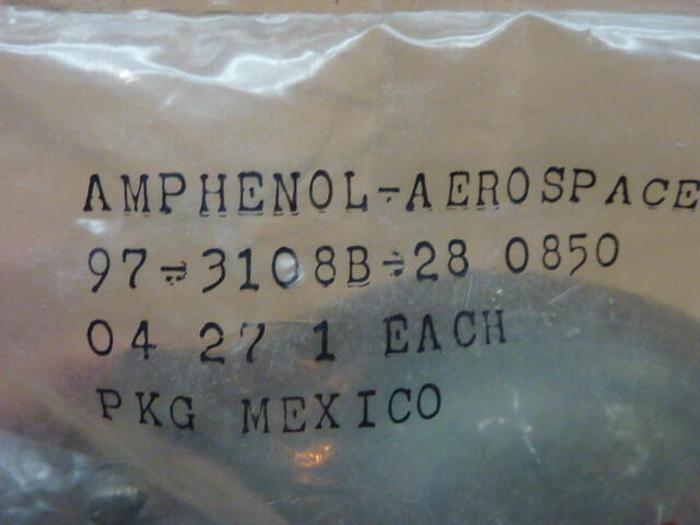 AMPHENOL-AEROSPACE
97-3108B-28 0850
04 27 1 EACH
PKG MEXICO